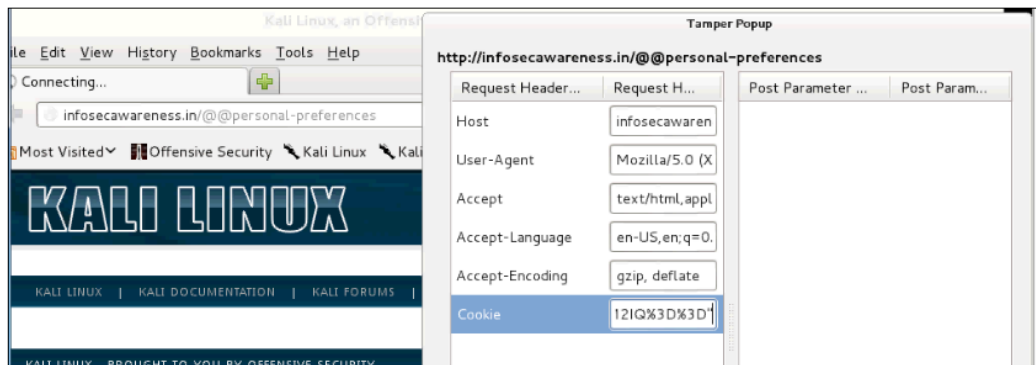 Kali Linux, an Offensi
Tamper Popup
ile Edit View History Bookmarks Tools Help
http://infosecawareness.in/@@personal-preferences
Connecting...
Request Header... Request H... Post Parameter ... Post Param...
infosecawareness.in/@@personal-preferences
Host infosecawaren
Most Visited Offensive Security Kali Linux Kali
User-Agent Mozilla/5.0 (X
KALI LINUX
Accept text/html,appl
Accept-Language en-US,en;q=0.
Accept-Encoding gzip, deflate
KALI LINUX | KALI DOCUMENTATION | KALI FORUMS |
Cookie 12IQ%3D%3D"
KALI LINUX BROUGHT TO YOU BY OFFENSIVE SECURITY